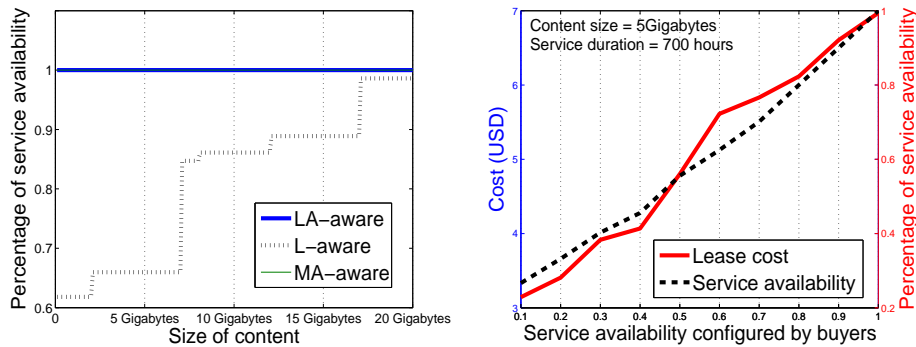 Percentage of service availability
1
0.9
0.8
0.7
0.6
0
5 Gigabytes
10 Gigabytes
15 Gigabytes
20 Gigabytes
Size of content
LA-aware
L-aware
MA-aware
Content size = 5Gigabytes
Service duration = 700 hours
Cost (USD)
7
6
5
4
3
0.1
0.2
0.3
0.4
0.5
0.6
0.7
0.8
0.9
1
Service availability configured by buyers
Lease cost
Service availability
1
0.8
0.6
0.4
0.2
Percentage of service availability